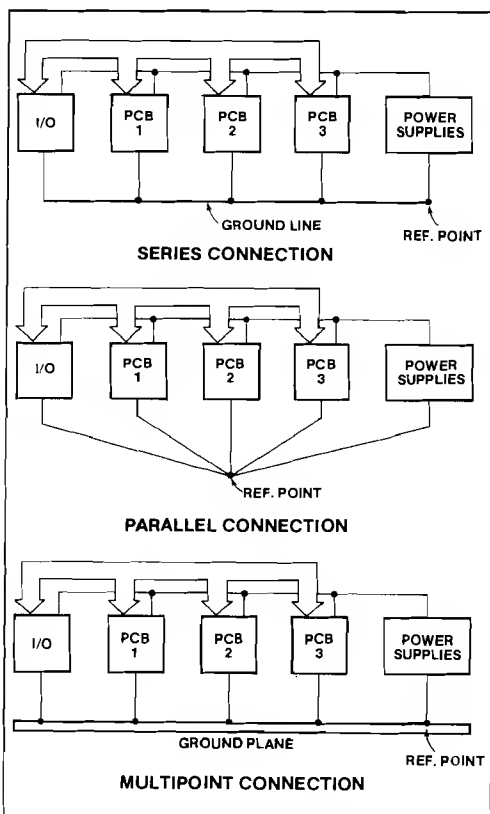 I/O
PCB
1
PCB
2
PCB
3
POWER
SUPPLIES
GROUND LINE
REF. POINT
SERIES CONNECTION
I/O
PCB
1
PCB
2
PCB
3
POWER
SUPPLIES
REF. POINT
PARALLEL CONNECTION
I/O
PCB
1
PCB
2
PCB
3
POWER
SUPPLIES
GROUND PLANE
REF. POINT
MULTIPOINT CONNECTION